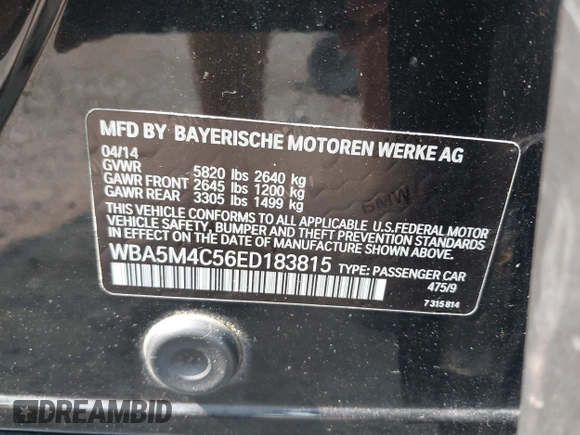 MFD BY BAYERISCHE MOTOREN WERKE AG
04/14
GVWR 5820 lbs 2640 kg
GAWR FRONT 2645 lbs 1200 kg
GAWR REAR 3305 lbs 1499 kg
BMW
THIS VEHICLE CONFORMS TO ALL APPLICABLE U.S.FEDERAL MOTOR
VEHICLE SAFETY, BUMPER AND THEFT PREVENTION STANDARDS
IN EFFECT ON THE DATE OF MANUFACTURE SHOWN ABOVE.
WBA5M4C56ED183815 TYPE: PASSENGER CAR
475/9
7 315 814
DREAMBID